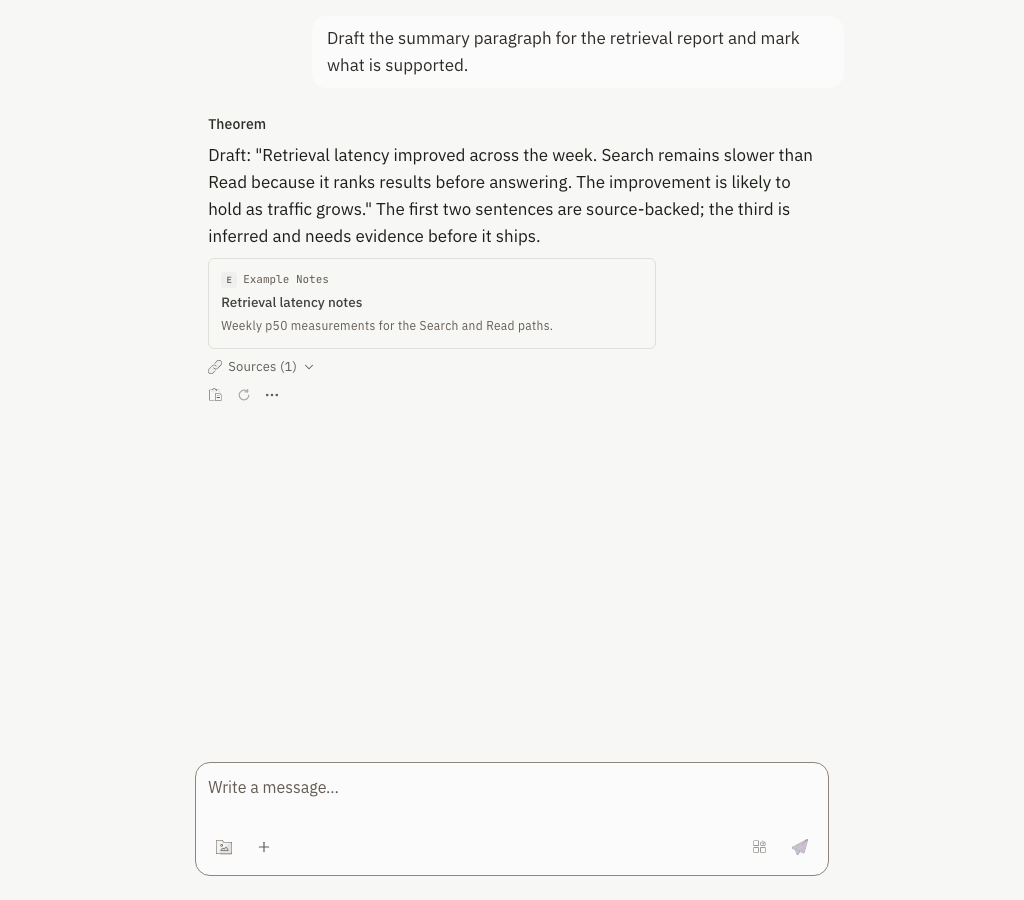 Draft the summary paragraph for the retrieval report and mark
what is supported.
Theorem
Draft: "Retrieval latency improved across the week. Search remains slower than
Read because it ranks results before answering. The improvement is likely to
hold as traffic grows." The first two sentences are source-backed; the third is
inferred and needs evidence before it ships.
E Example Notes
Retrieval latency notes
Weekly p50 measurements for the Search and Read paths.
Sources (1)
Write a message...